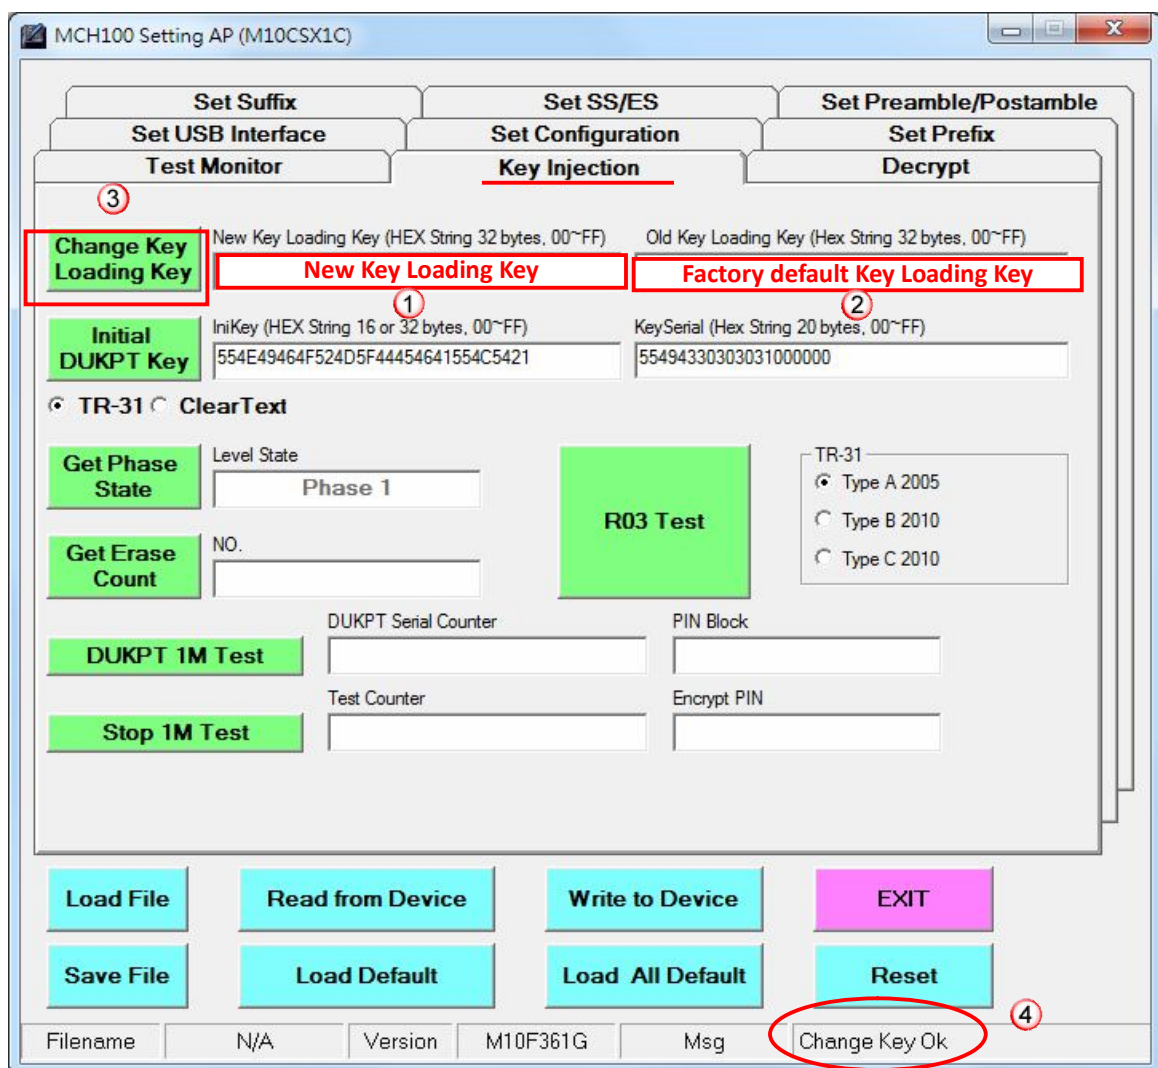 MCH100 Setting AP (M10CSX1C)
X
Set Suffix
Set SS/ES
Set Preamble/Postamble
Set USB Interface
Set Configuration
Set Prefix
Test Monitor
Key Injection
Decrypt
3
Change Key
Loading Key
New Key Loading Key (HEX String 32 bytes, 00~FF)
Old Key Loading Key (Hex String 32 bytes, 00~FF)
New Key Loading Key
Factory default Key Loading Key
1
2
Initial
DUKPT Key
IniKey (HEX String 16 or 32 bytes, 00~FF)
KeySerial (Hex String 20 bytes, 00~FF)
554E49464F524D5F44454641554C5421
55494330303031000000
TR-31
ClearText
Get Phase
State
Level State
Phase 1
R03 Test
TR-31
Type A 2005
Type B 2010
Type C 2010
Get Erase
Count
NO.
DUKPT 1M Test
DUKPT Serial Counter
PIN Block
Stop 1M Test
Test Counter
Encrypt PIN
Load File
Read from Device
Write to Device
EXIT
Save File
Load Default
Load All Default
Reset
4
Filename
N/A
Version
M10F361G
Msg
Change Key Ok